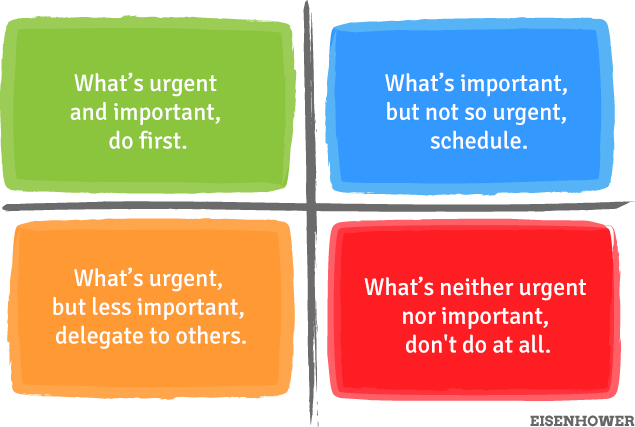 What's urgent
and important,
do first.
What's important,
but not so urgent,
schedule.
What's urgent,
but less important,
delegate to others.
What's neither urgent
nor important,
don't do at all.
EISENHOWER